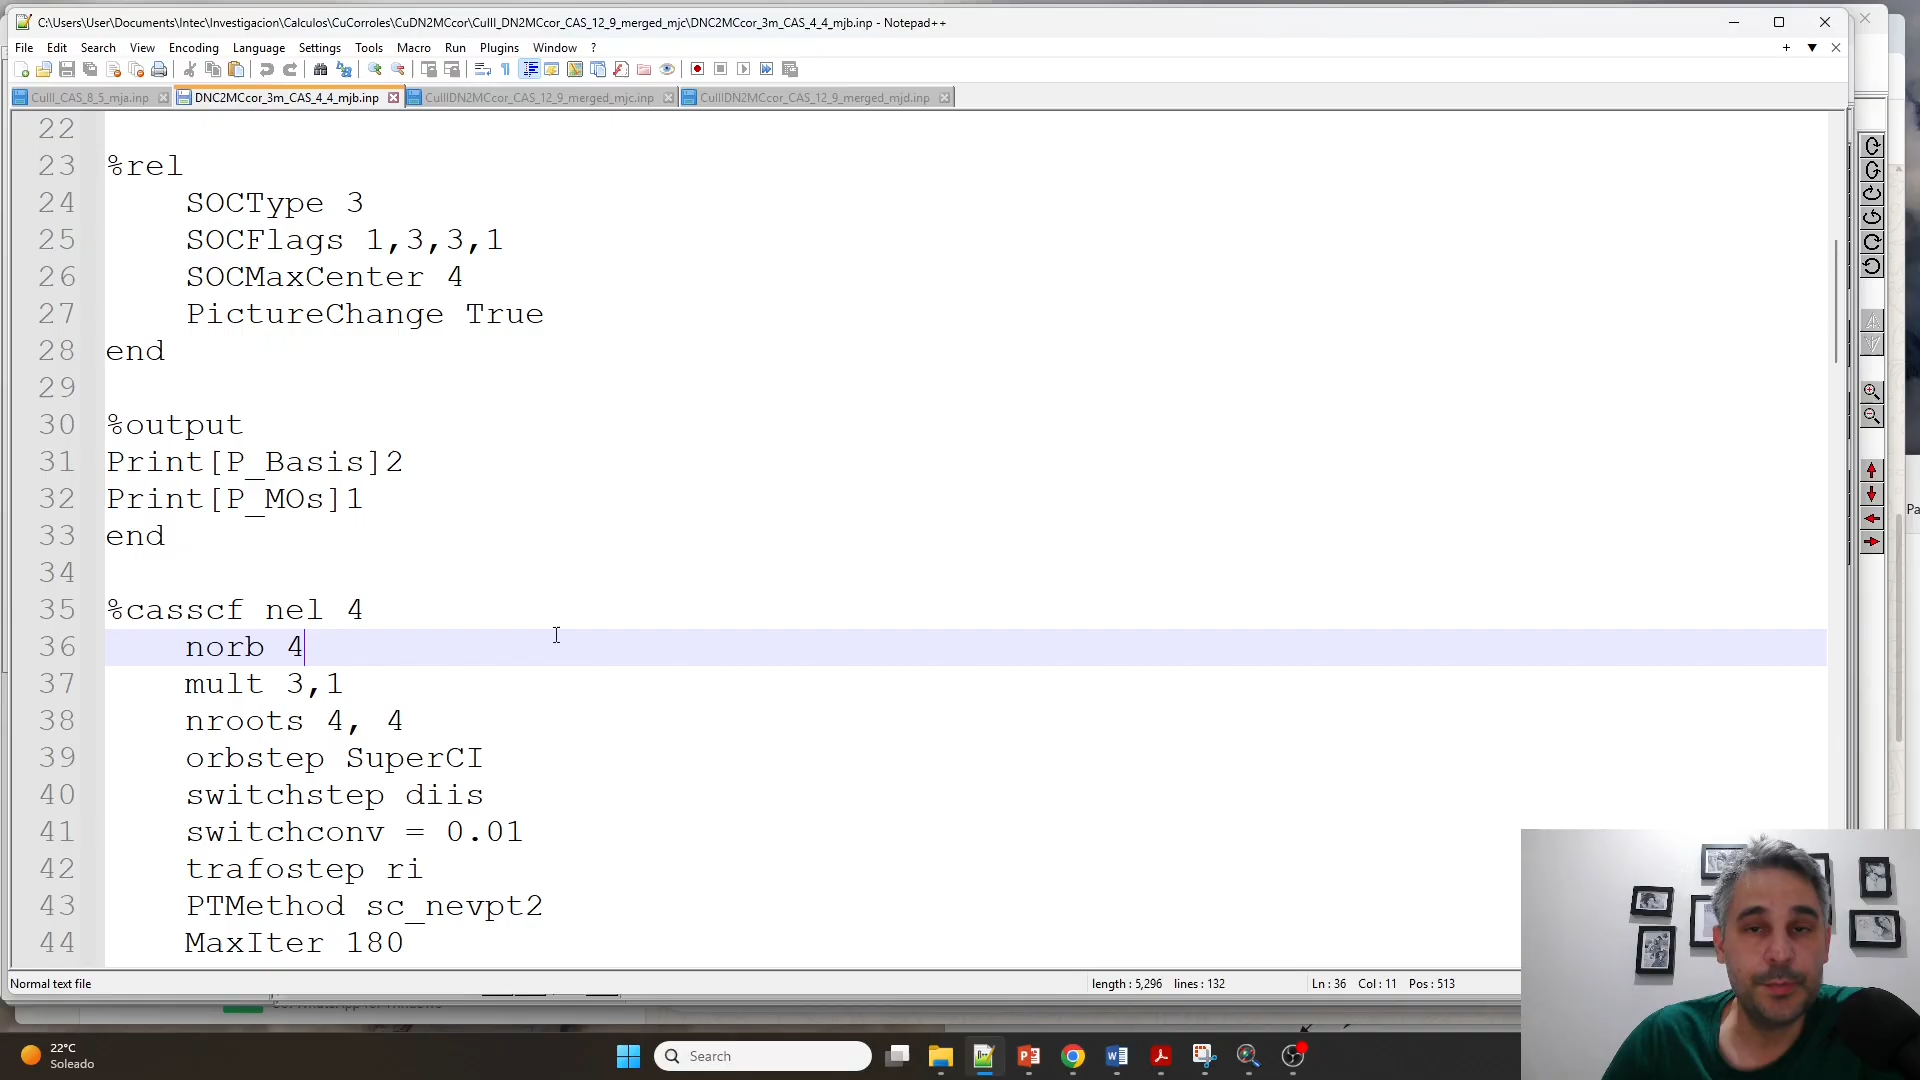 C:\Users\User\Documents\Intec\Investigacion\Calculos\CuCorroles\CuDN2MCcor\CuIII_DN2MCcor_CAS_12_9_merged_mjc\DNC2MCcor_3m_CAS_4_4_mjb.inp - Notepad++
File Edit Search View Encoding Language Settings Tools Macro Run Plugins Window ?
CuIII_CAS_8_5_mja.inp DNC2MCcor_3m_CAS_4_4_mjb.inp CuIIIDN2MCcor_CAS_12_9_merged_mjc.inp CuIIIDN2MCcor_CAS_12_9_merged_mjd.inp
22
23 %rel
24 SOCType 3
25 SOCFlags 1,3,3,1
26 SOCMaxCenter 4
27 PictureChange True
28 end
29
30 %output
31 Print[P_Basis]2
32 Print[P_MOs]1
33 end
34
35 %casscf nel 4
36 norb 4
37 mult 3,1
38 nroots 4, 4
39 orbstep SuperCI
40 switchstep diis
41 switchconv = 0.01
42 trafostep ri
43 PTMethod sc_nevpt2
44 MaxIter 180
Pa
Normal text file length : 5,296 lines : 132 Ln : 36 Col : 11 Pos : 513
22°C
Soleado
Search